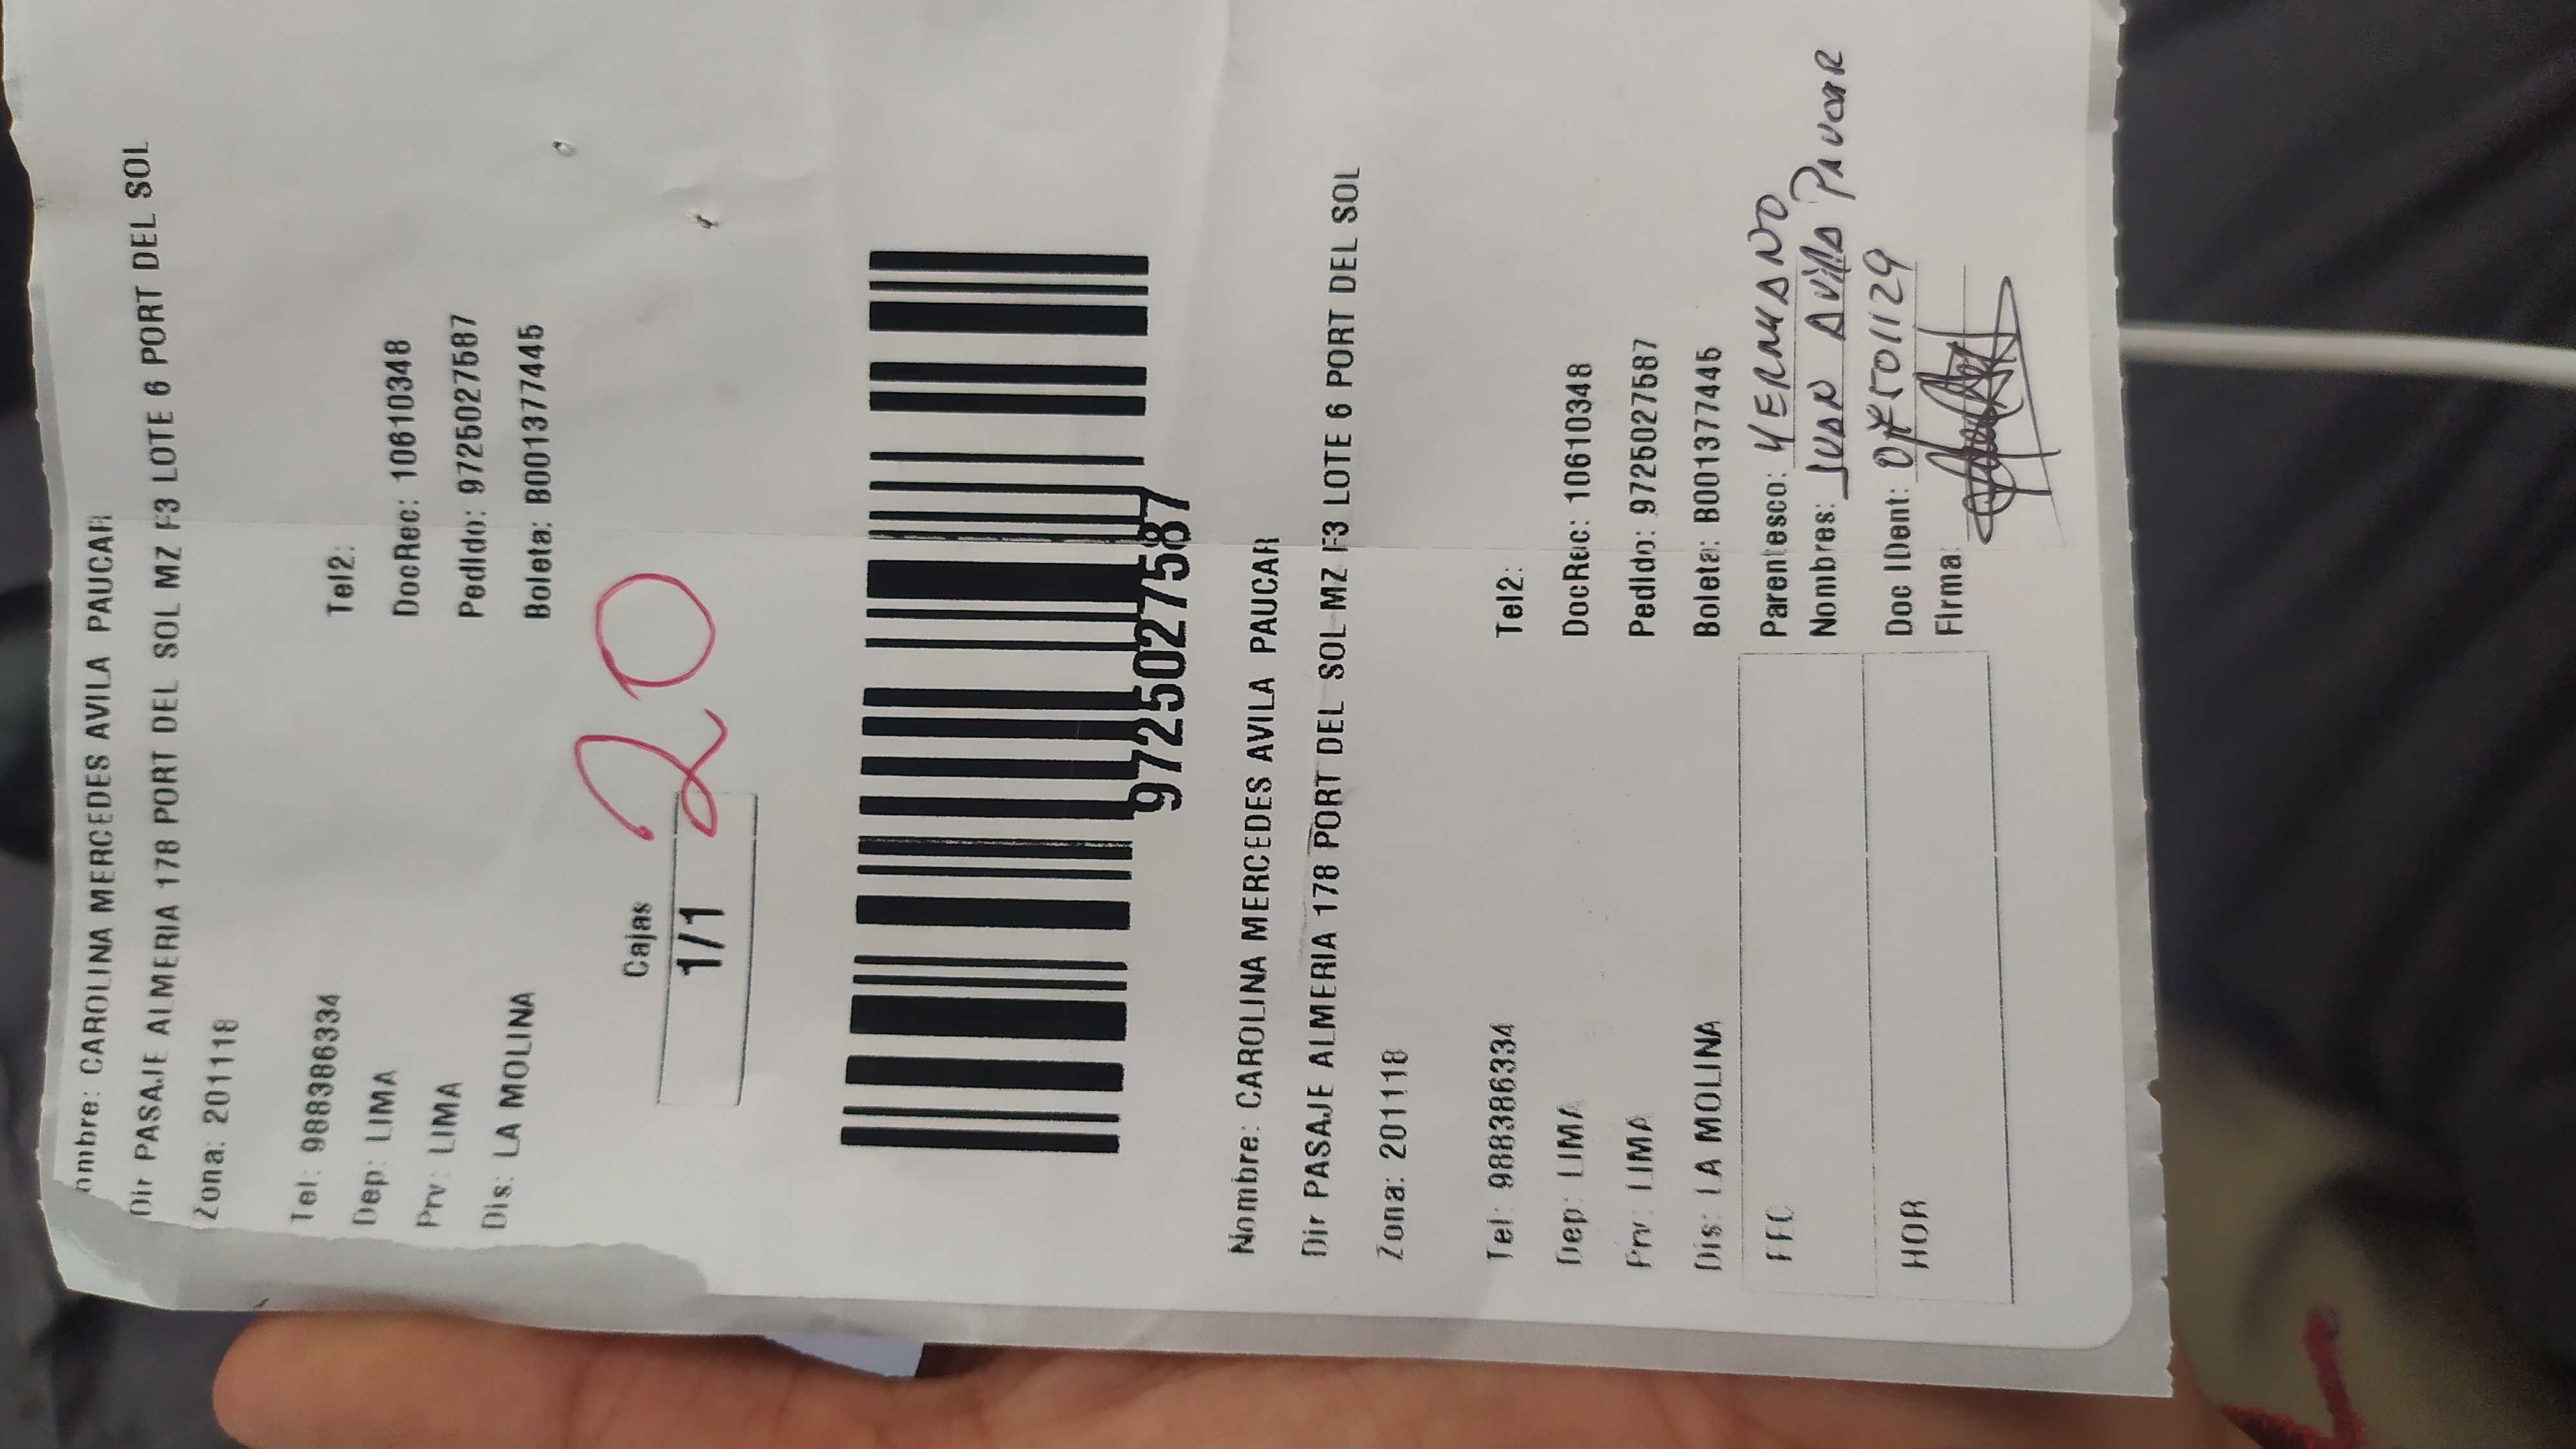 ombre: CAROLINA MERCEDES AVILA PAUCAR
Dir PASAJE ALMERIA 178 PORT DEL SOL MZ F3 LOTE 6 PORT DEL SOL
Zona: 201118
Tel: 988386334 Tel2:
Dep: LIMA DocRec: 10610348
Prv: LIMA Pedido: 97250275​87
Dis: LA MOLINA Boleta: B001377445
Cajas
1/1 20
9725027587
Nombre: CAROLINA MERCEDES AVILA PAUCAR
Dir PASAJE ALMERIA 178 PORT DEL SOL MZ F3 LOTE 6 PORT DEL SOL
Zona: 201118
Tel: 988386334 Tel2:
Dep: LIMA DocRec: 10610348
Prv: LIMA Pedido: 9725027587
Dis: LA MOLINA Boleta: B001377445
FEC Parentesco: HERMANO
Nombres: JUAN AVILA PAUCAR
HOR Doc IDent:
Firma: